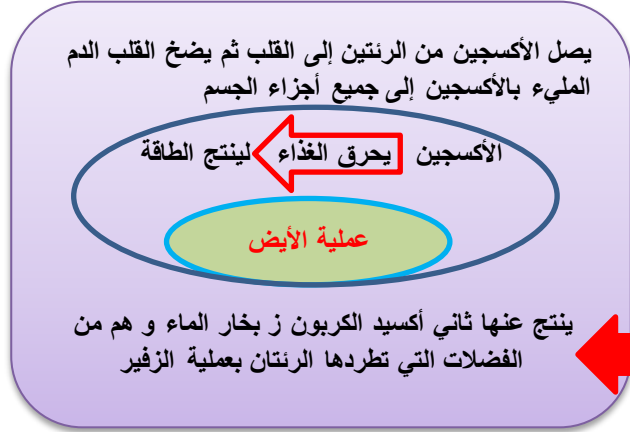 يصل الأكسجين من الرئتين إلى القلب ثم يضخ القلب الدم
المليء بالأكسجين إلى جميع أجزاء الجسم
الأكسجين يحرق الغذاء لينتج الطاقة
عملية الأيض
ينتج عنها ثاني أكسيد الكربون ز بخار الماء و هم من
الفضلات التي تطردها الرئتان بعملية الزفير